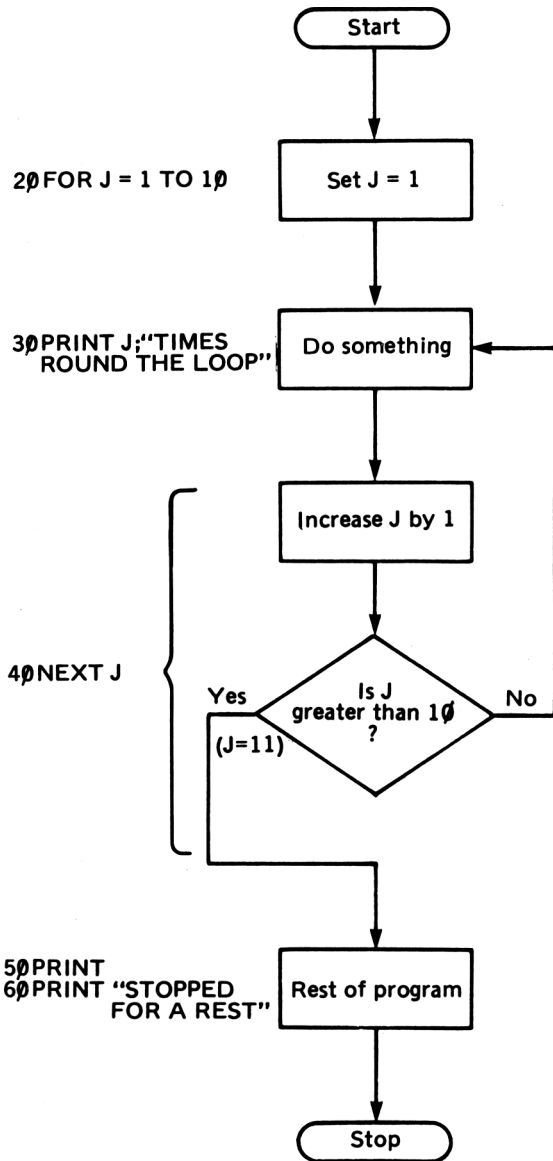 Start
20 FOR J = 1 TO 10
Set J = 1
30 PRINT J;“TIMES
ROUND THE LOOP”
Do something
Increase J by 1
40 NEXT J
Is J
greater than 10
?
Yes
(J=11)
No
50 PRINT
60 PRINT “STOPPED
FOR A REST”
Rest of program
Stop